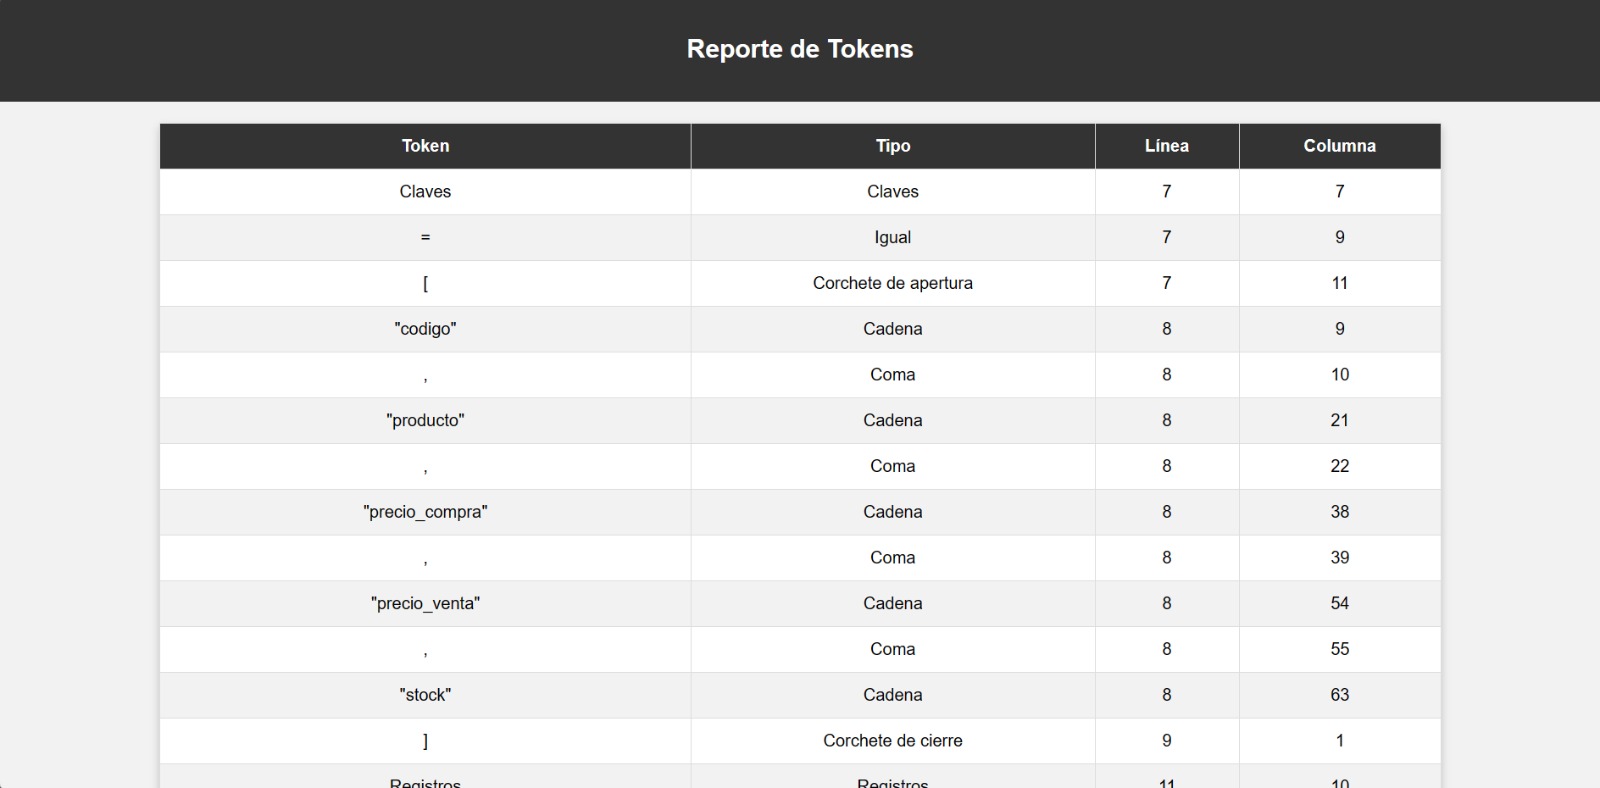 Reporte de Tokens
Token Tipo Línea Columna
Claves Claves 7 7
= Igual 7 9
[ Corchete de apertura 7 11
"codigo" Cadena 8 9
, Coma 8 10
"producto" Cadena 8 21
, Coma 8 22
"precio_compra" Cadena 8 38
, Coma 8 39
"precio_venta" Cadena 8 54
, Coma 8 55
"stock" Cadena 8 63
] Corchete de cierre 9 1
Registros Registros 11 10